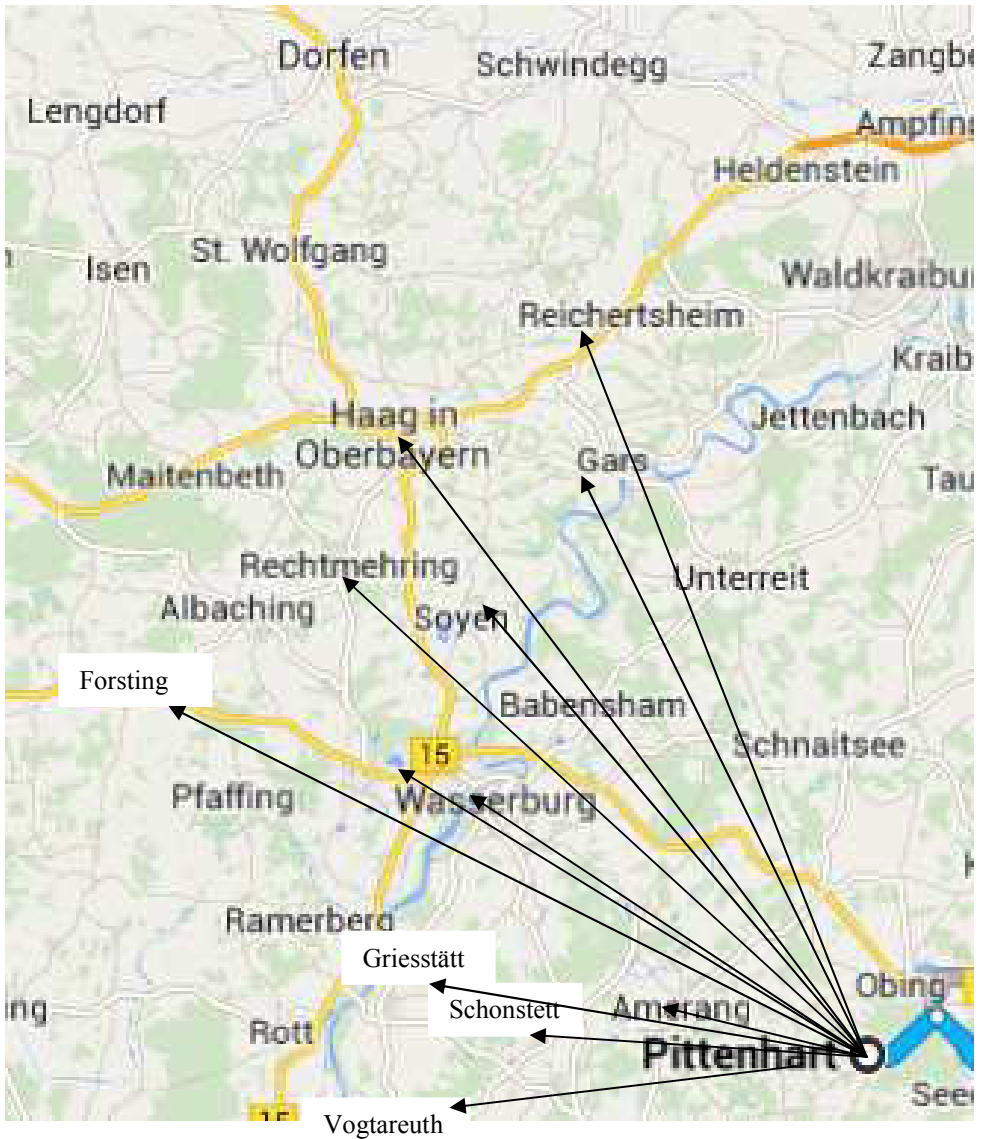 Dorfen
Schwindegg
Zangbe
Lengdorf
Ampfing
Heldenstein
St. Wolfgang
Isen
Waldkraibu
Reichertsheim
Kraib
Haag in
Oberbayern
Jettenbach
Maitenbeth
Gars
Tau
Rechtmehring
Unterreit
Albaching
Soyen
Forsting
Babensham
15
Schnaitsee
Pfaffing
Wasserburg
Ramerberg
Griesstätt
Obing
ing
Schonstett
Amerang
Rott
Pittenhart
See
15
Vogtareuth